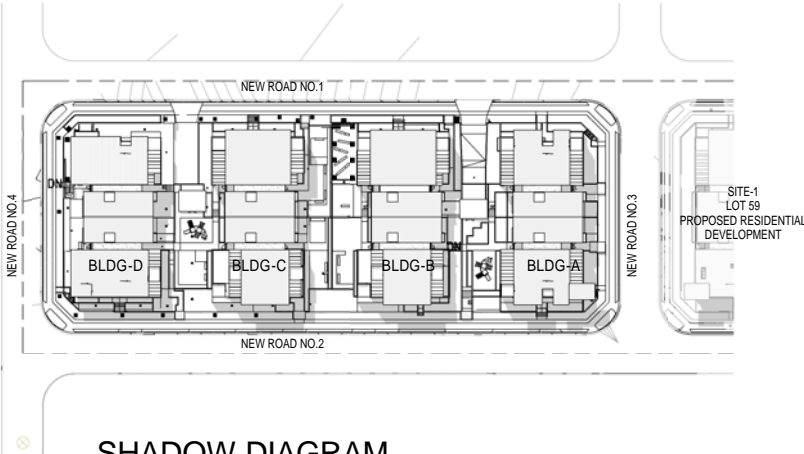 NEW ROAD NO.1
NEW ROAD NO.4
DN
BLDG-D
BLDG-C
BLDG-B
DN
BLDG-A
NEW ROAD NO.3
SITE-1
LOT 59
PROPOSED RESIDENTIAL
DEVELOPMENT
NEW ROAD NO.2
SHADOW DIAGRAM